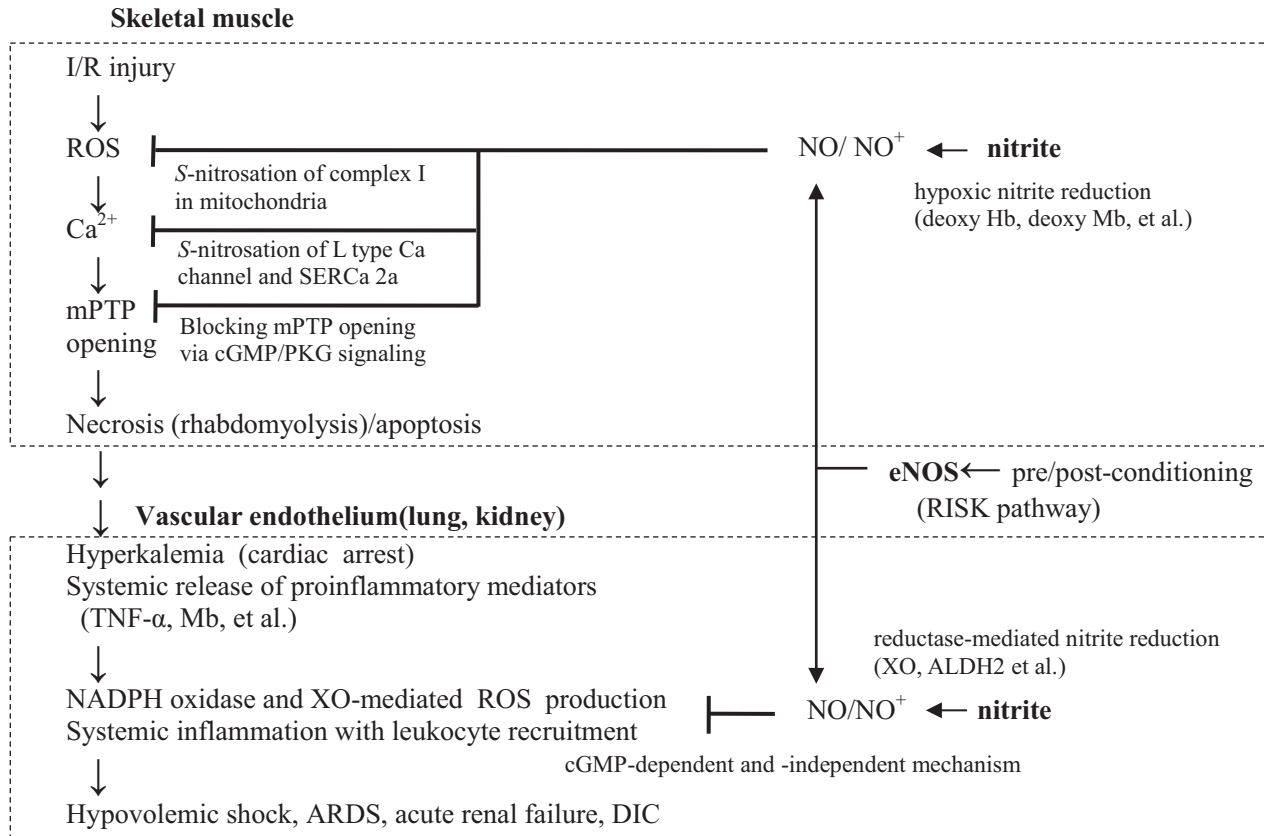 Skeletal muscle
I/R injury
ROS
NO/ NO⁺
nitrite
S-nitrosation of complex I
in mitochondria
hypoxic nitrite reduction
(deoxy Hb, deoxy Mb, et al.)
Ca²⁺
S-nitrosation of L type Ca
channel and SERCa 2a
mPTP
opening
Blocking mPTP opening
via cGMP/PKG signaling
Necrosis (rhabdomyolysis)/apoptosis
eNOS
pre/post-conditioning
(RISK pathway)
Vascular endothelium(lung, kidney)
Hyperkalemia (cardiac arrest)
Systemic release of proinflammatory mediators
(TNF-α, Mb, et al.)
reductase-mediated nitrite reduction
(XO, ALDH2 et al.)
NADPH oxidase and XO-mediated ROS production
Systemic inflammation with leukocyte recruitment
NO/NO⁺
nitrite
cGMP-dependent and -independent mechanism
Hypovolemic shock, ARDS, acute renal failure, DIC